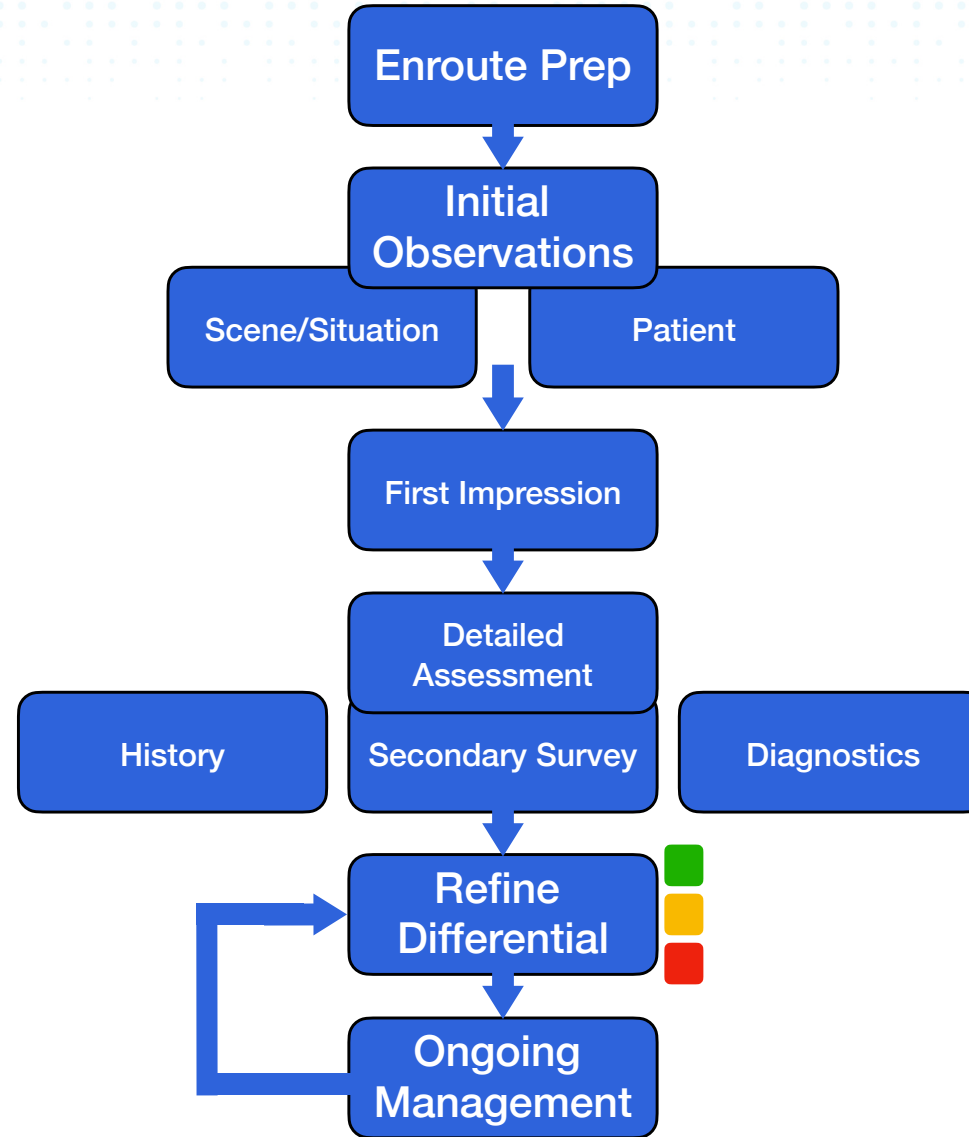 Enroute Prep
Initial
Observations
Scene/Situation
Patient
First Impression
Detailed
Assessment
History
Secondary Survey
Diagnostics
Refine
Differential
Ongoing
Management